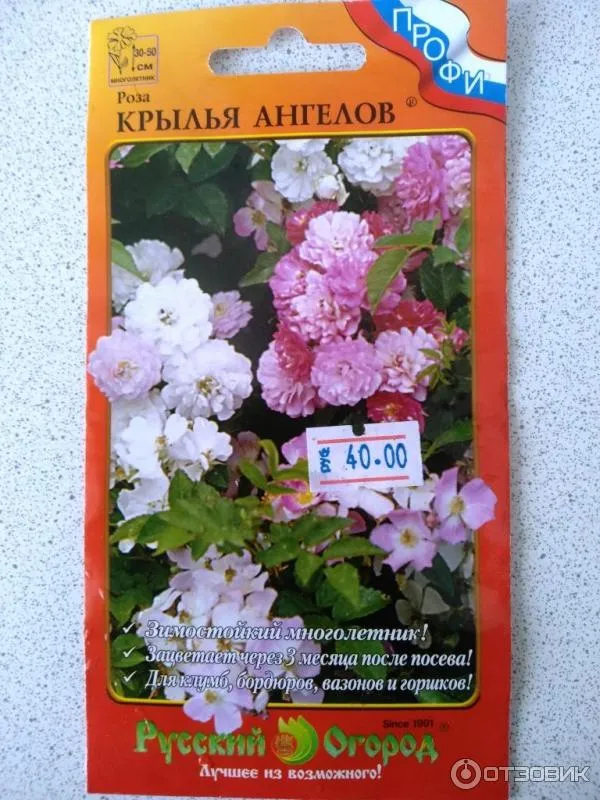 ПРОФИ
30-50
СМ
МНОГОЛЕТНИК
Роза
КРЫЛЬЯ АНГЕЛОВ ®
руб 40.00
✓ Зимостойкий многолетник!
✓ Зацветает через 3 месяца после посева!
✓ Для клумб, бордюров, вазонов и горшков!
Since 1991
Русский Огород ®
Лучшее из возможного!
ОТЗОВИК